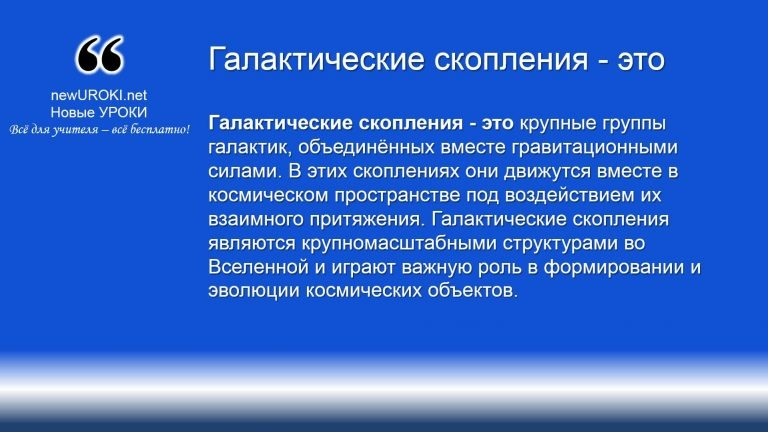 ❝
newUROKI.net
Новые УРОКИ
Всё для учителя – всё бесплатно!
Галактические скопления - это
Галактические скопления - это крупные группы
галактик, объединённых вместе гравитационными
силами. В этих скоплениях они движутся вместе в
космическом пространстве под воздействием их
взаимного притяжения. Галактические скопления
являются крупномасштабными структурами во
Вселенной и играют важную роль в формировании и
эволюции космических объектов.